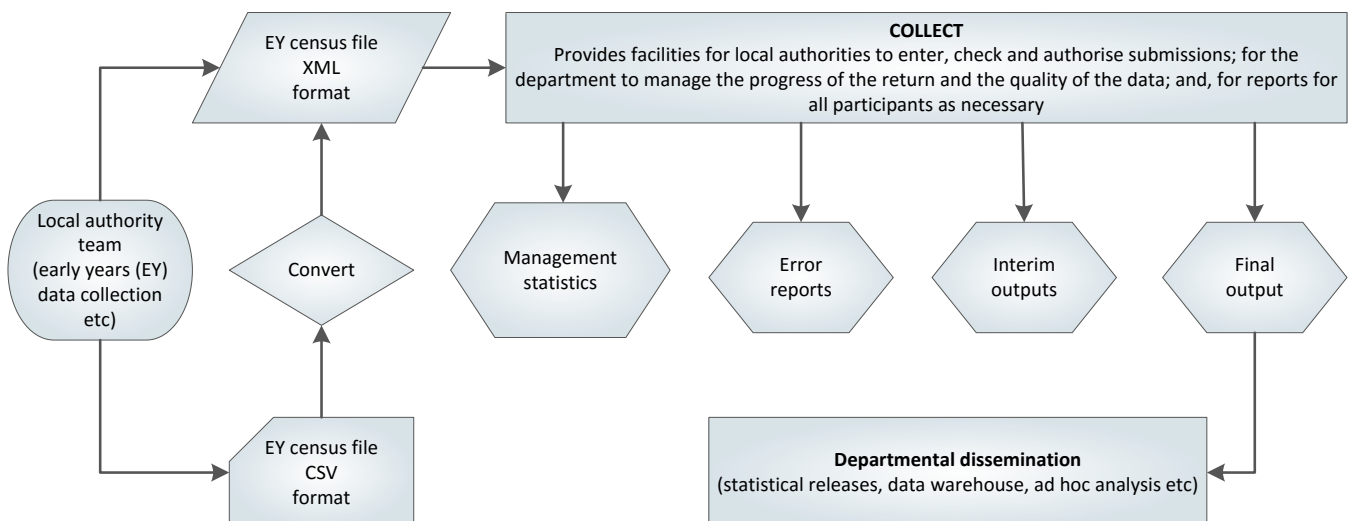 EY census file
XML
format
COLLECT
Provides facilities for local authorities to enter, check and authorise submissions; for the
department to manage the progress of the return and the quality of the data; and, for reports for
all participants as necessary
Local authority
team
(early years (EY)
data collection
etc)
Convert
Management
statistics
Error
reports
Interim
outputs
Final
output
EY census file
CSV
format
Departmental dissemination
(statistical releases, data warehouse, ad hoc analysis etc)